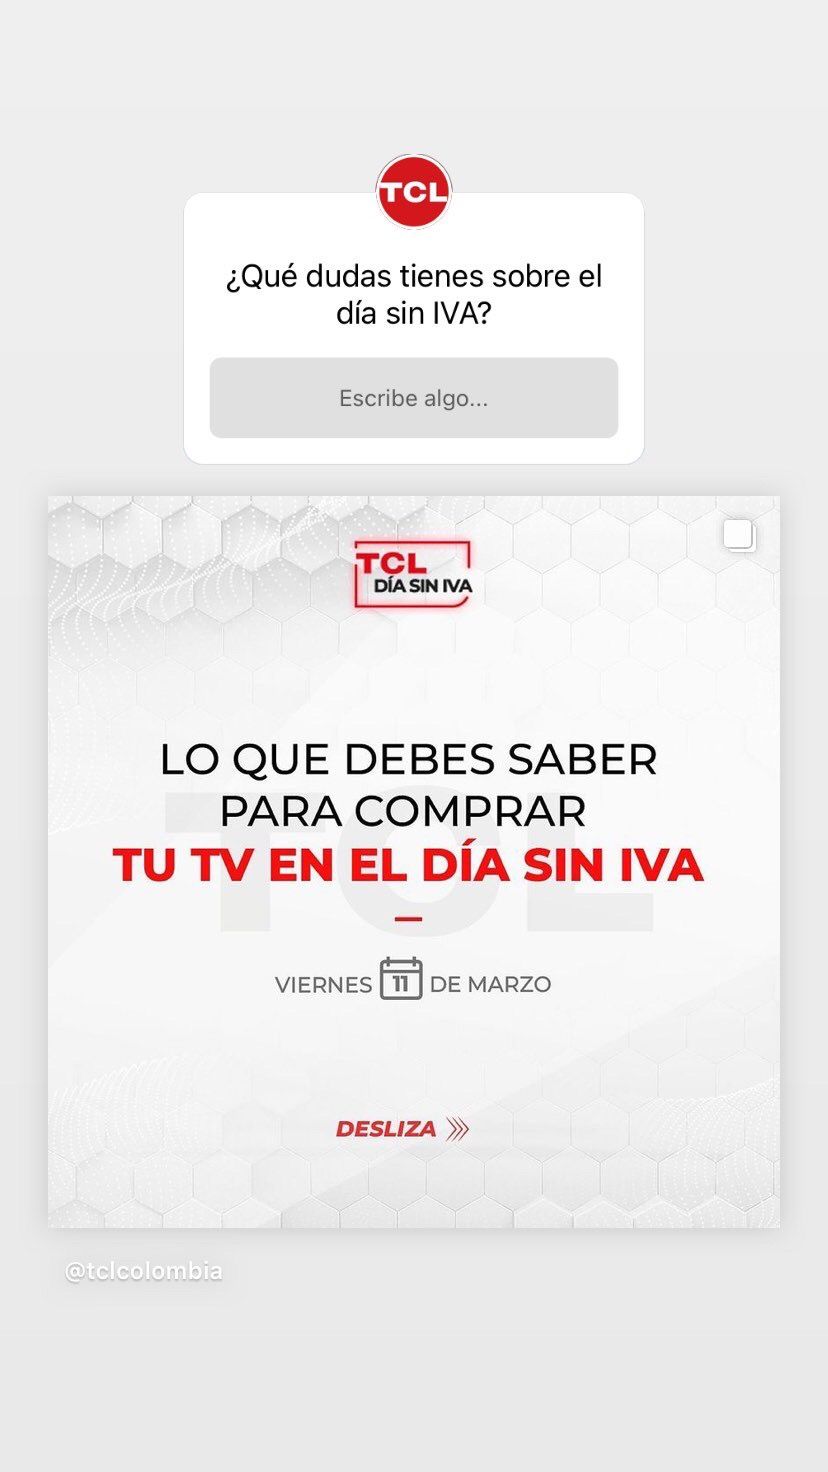 TCL
¿Qué dudas tienes sobre el
día sin IVA?
Escribe algo...
TCL
DÍA SIN IVA
LO QUE DEBES SABER
PARA COMPRAR
TU TV EN EL DÍA SIN IVA
TCL
VIERNES 11 DE MARZO
DESLIZA
@tclcolombia